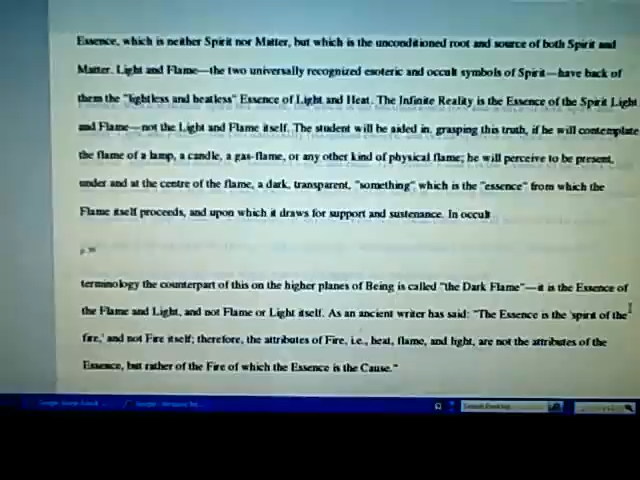 Essence, which is neither Spirit nor Matter, but which is the unconditioned root and source of both Spirit and
Matter. Light and Flame—the two universally recognized esoteric and occult symbols of Spirit—have back of
them the "lightless and heatless" Essence of Light and Heat. The Infinite Reality is the Essence of the Spirit Light
and Flame—not the Light and Flame itself. The student will be aided in, grasping this truth, if he will contemplate
the flame of a lamp, a candle, a gas-flame, or any other kind of physical flame; he will perceive to be present,
under and at the centre of the flame, a dark, transparent, "something" which is the "essence" from which the
Flame itself proceeds, and upon which it draws for support and sustenance. In occult
p.
terminology the counterpart of this on the higher planes of Being is called "the Dark Flame"—it is the Essence of
the Flame and Light, and not Flame or Light itself. As an ancient writer has said: "The Essence is the 'spirit of the
fire,' and not Fire itself; therefore, the attributes of Fire, i.e., heat, flame, and light, are not the attributes of the
Essence, but rather of the Fire of which the Essence is the Cause."